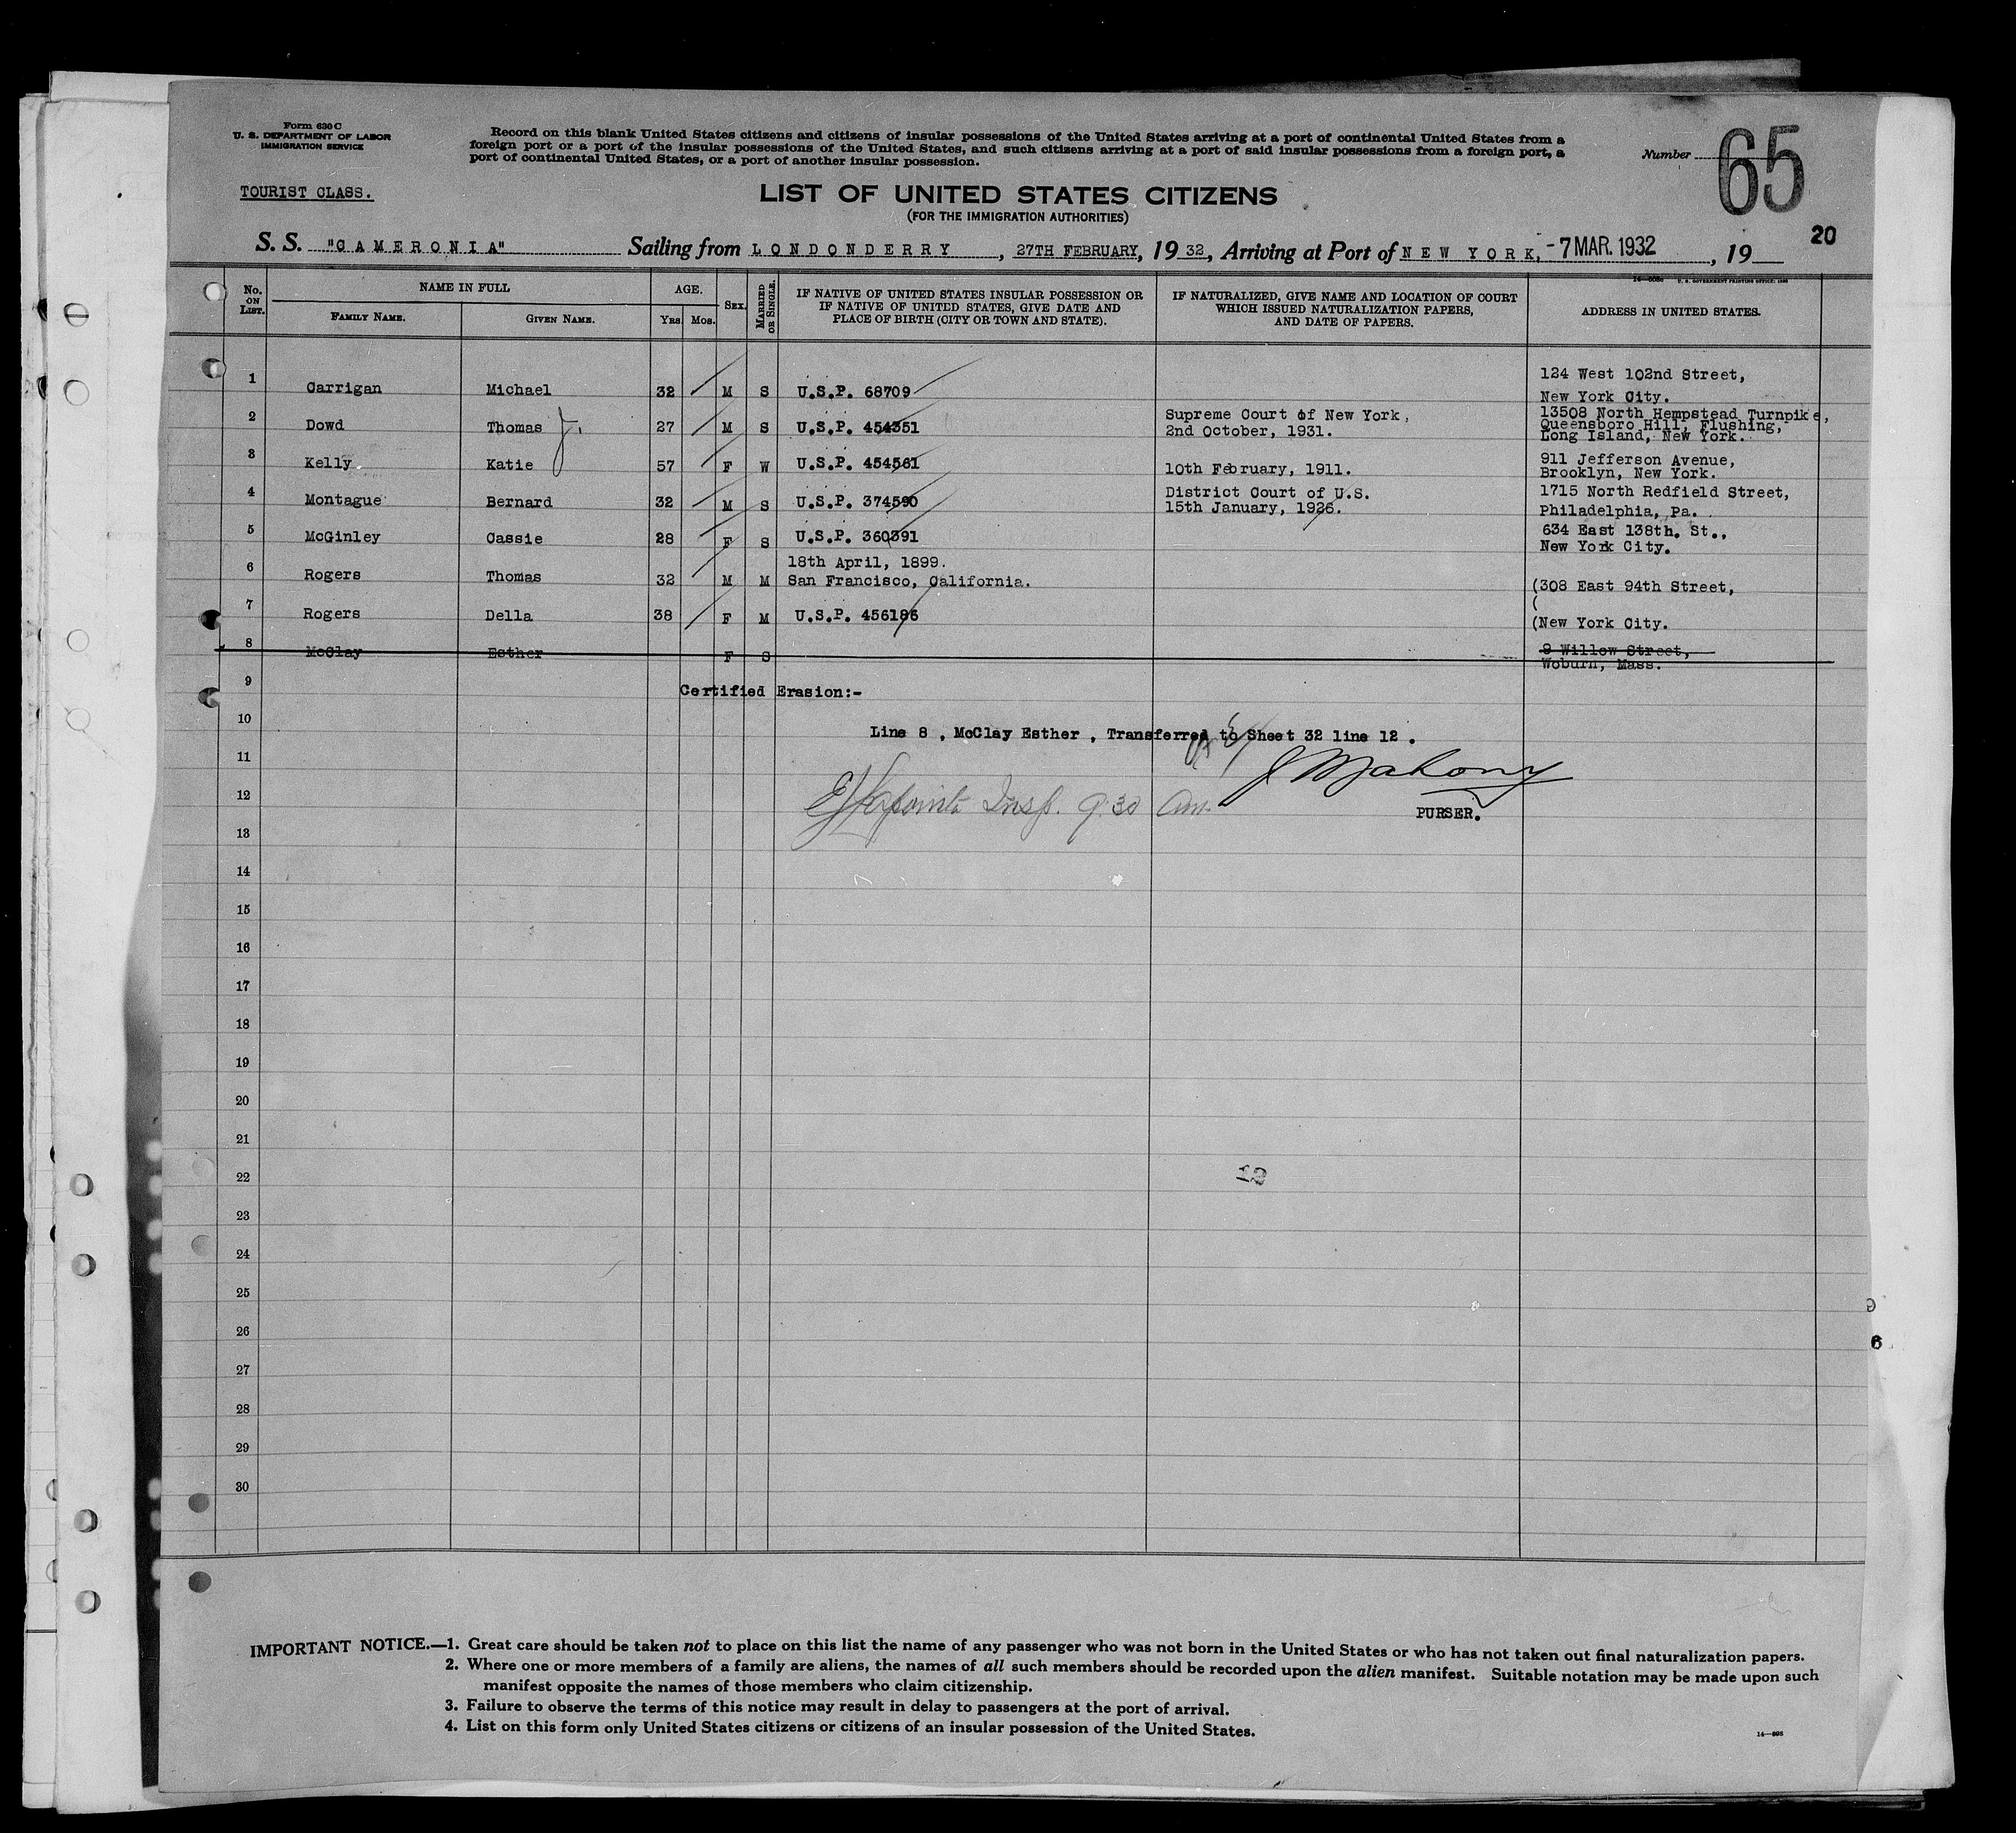 Form 630 C
U. S. DEPARTMENT OF LABOR
IMMIGRATION SERVICE
Record on this blank United States citizens and citizens of insular possessions of the United States arriving at a port of continental United States from a
foreign port or a port of the insular possessions of the United States, and such citizens arriving at a port of said insular possessions from a foreign port, a
port of continental United States, or a port of another insular possession.
Number 65
TOURIST CLASS.
LIST OF UNITED STATES CITIZENS
(FOR THE IMMIGRATION AUTHORITIES)
20
S. S. "CAMERONIA" Sailing from LONDONDERRY, 27TH FEBRUARY, 1932, Arriving at Port of NEW YORK, -7 MAR. 1932, 19
No. ON LIST.
NAME IN FULL
FAMILY NAME. GIVEN NAME.
AGE.
YRS. MOS.
SEX.
MARRIED OR SINGLE.
IF NATIVE OF UNITED STATES INSULAR POSSESSION OR
IF NATIVE OF UNITED STATES, GIVE DATE AND
PLACE OF BIRTH (CITY OR TOWN AND STATE).
IF NATURALIZED, GIVE NAME AND LOCATION OF COURT
WHICH ISSUED NATURALIZATION PAPERS,
AND DATE OF PAPERS.
U. S. GOVERNMENT PRINTING OFFICE
ADDRESS IN UNITED STATES.
1 Carrigan Michael 32 M S U.S.P. 68709 124 West 102nd Street,
New York City.
2 Dowd Thomas J. 27 M S U.S.P. 454351 Supreme Court of New York,
2nd October, 1931.
13508 North Hempstead Turnpike,
Queensboro Hill, Flushing,
Long Island, New York.
3 Kelly Katie 57 F W U.S.P. 454561 10th February, 1911. 911 Jefferson Avenue,
Brooklyn, New York.
4 Montague Bernard 32 M S U.S.P. 374590 District Court of U.S.
15th January, 1926.
1715 North Redfield Street,
Philadelphia, Pa.
5 McGinley Cassie 28 F S U.S.P. 360391 634 East 138th. St.,
New York City.
6 Rogers Thomas 32 M M 18th April, 1899.
San Francisco, California.
(308 East 94th Street,
(
7 Rogers Della 38 F M U.S.P. 456186 (New York City.
8 McClay Esther F S 9 Willow Street,
Woburn, Mass.
9 Certified Erasion:-
10 Line 8 , McClay Esther , Transferred to Sheet 32 line 12 .
11 J Mahony
12 Insp. 9:30 Am.
PURSER.
13
14
15
16
17
18
19
20
21
22
23
24
25
26
27
28
29
30
IMPORTANT NOTICE.—1. Great care should be taken not to place on this list the name of any passenger who was not born in the United States or who has not taken out final naturalization papers.
2. Where one or more members of a family are aliens, the names of all such members should be recorded upon the alien manifest. Suitable notation may be made upon such
manifest opposite the names of those members who claim citizenship.
3. Failure to observe the terms of this notice may result in delay to passengers at the port of arrival.
4. List on this form only United States citizens or citizens of an insular possession of the United States.
6